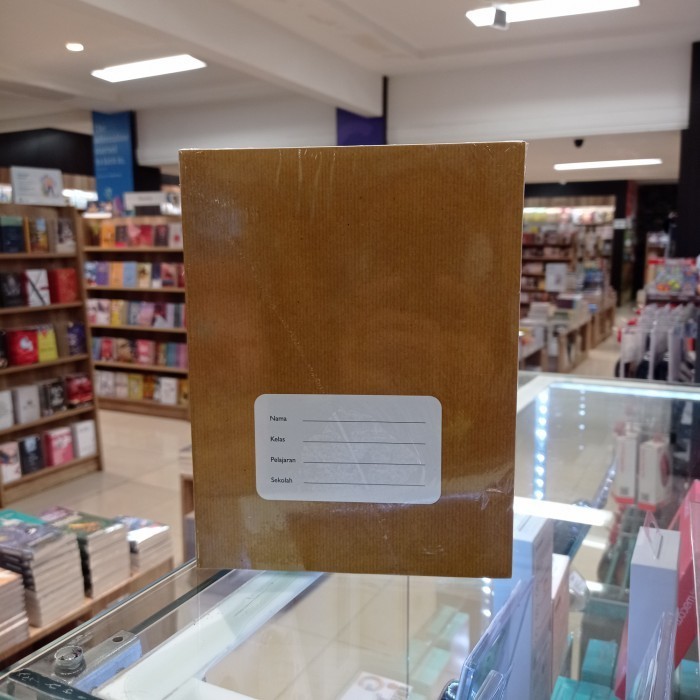 Nama
Kelas
Pelajaran
Sekolah